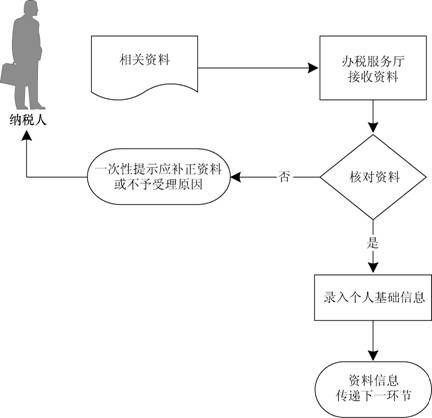 相关资料
办税服务厅
接收资料
纳税人
一次性提示应补正资料
或不予受理原因
否
核对资料
是
录入个人基础信息
资料信息
传递下一环节